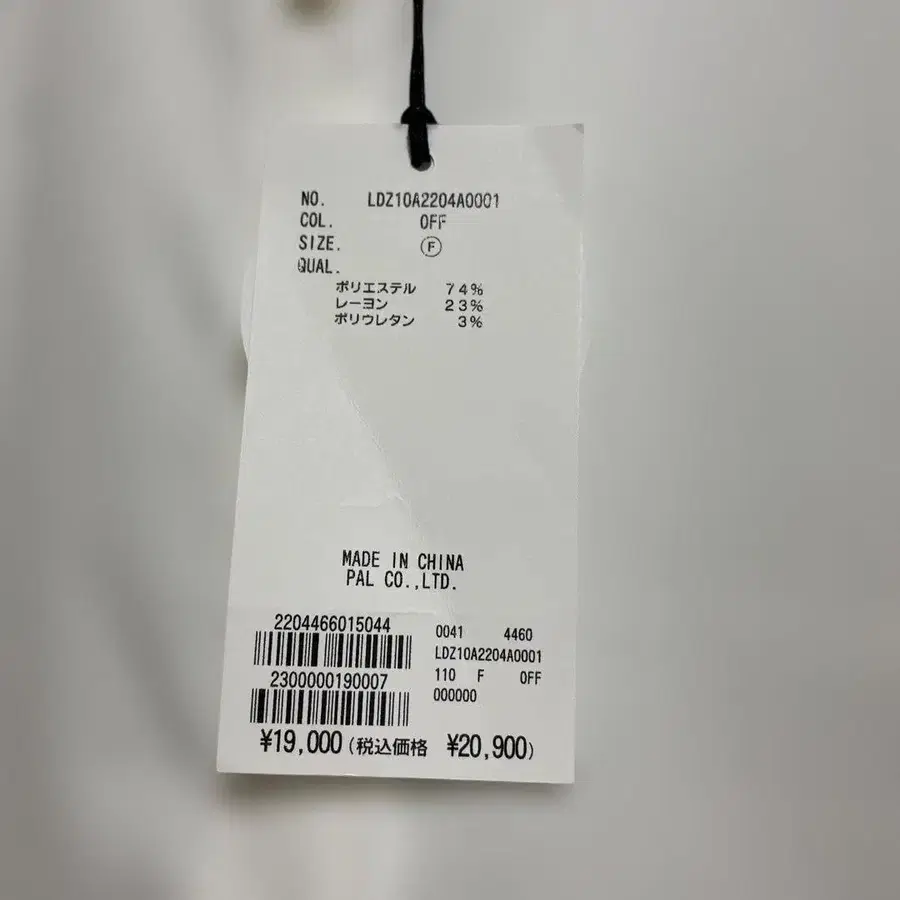 NO. LDZ10A2204A0001
COL. OFF
SIZE. Ⓕ
QUAL.
ポリエステル 74%
レーヨン 23%
ポリウレタン 3%
MADE IN CHINA
PAL CO.,LTD.
2204466015044
0041 4460
LDZ10A2204A0001
2300000190007
110 F OFF
000000
¥19,000(税込価格 ¥20,900)